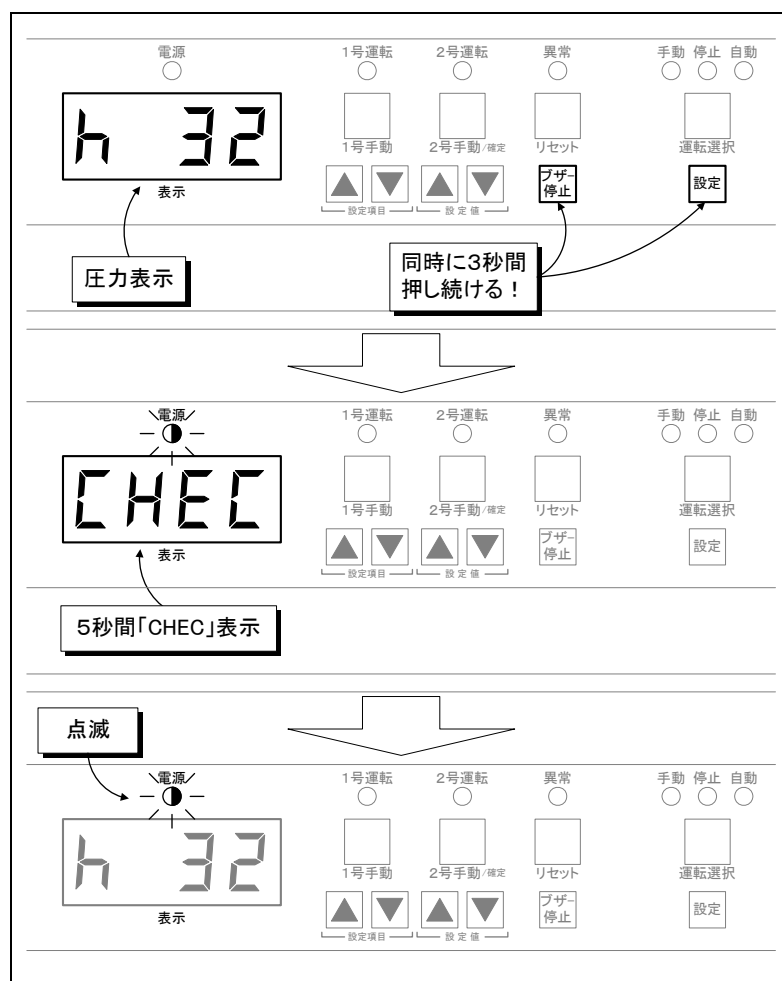 電源 1号運転 2号運転 異常 手動 停止 自動
h 32
1号手動 2号手動/確定 リセット 運転選択
表示
ブザー停止 設定
設定項目 設定値
圧力表示
同時に3秒間
押し続ける!
電源 1号運転 2号運転 異常 手動 停止 自動
CHEC
1号手動 2号手動/確定 リセット 運転選択
表示
ブザー停止 設定
設定項目 設定値
5秒間「CHEC」表示
点滅
電源 1号運転 2号運転 異常 手動 停止 自動
h 32
1号手動 2号手動/確定 リセット 運転選択
表示
ブザー停止 設定
設定項目 設定値